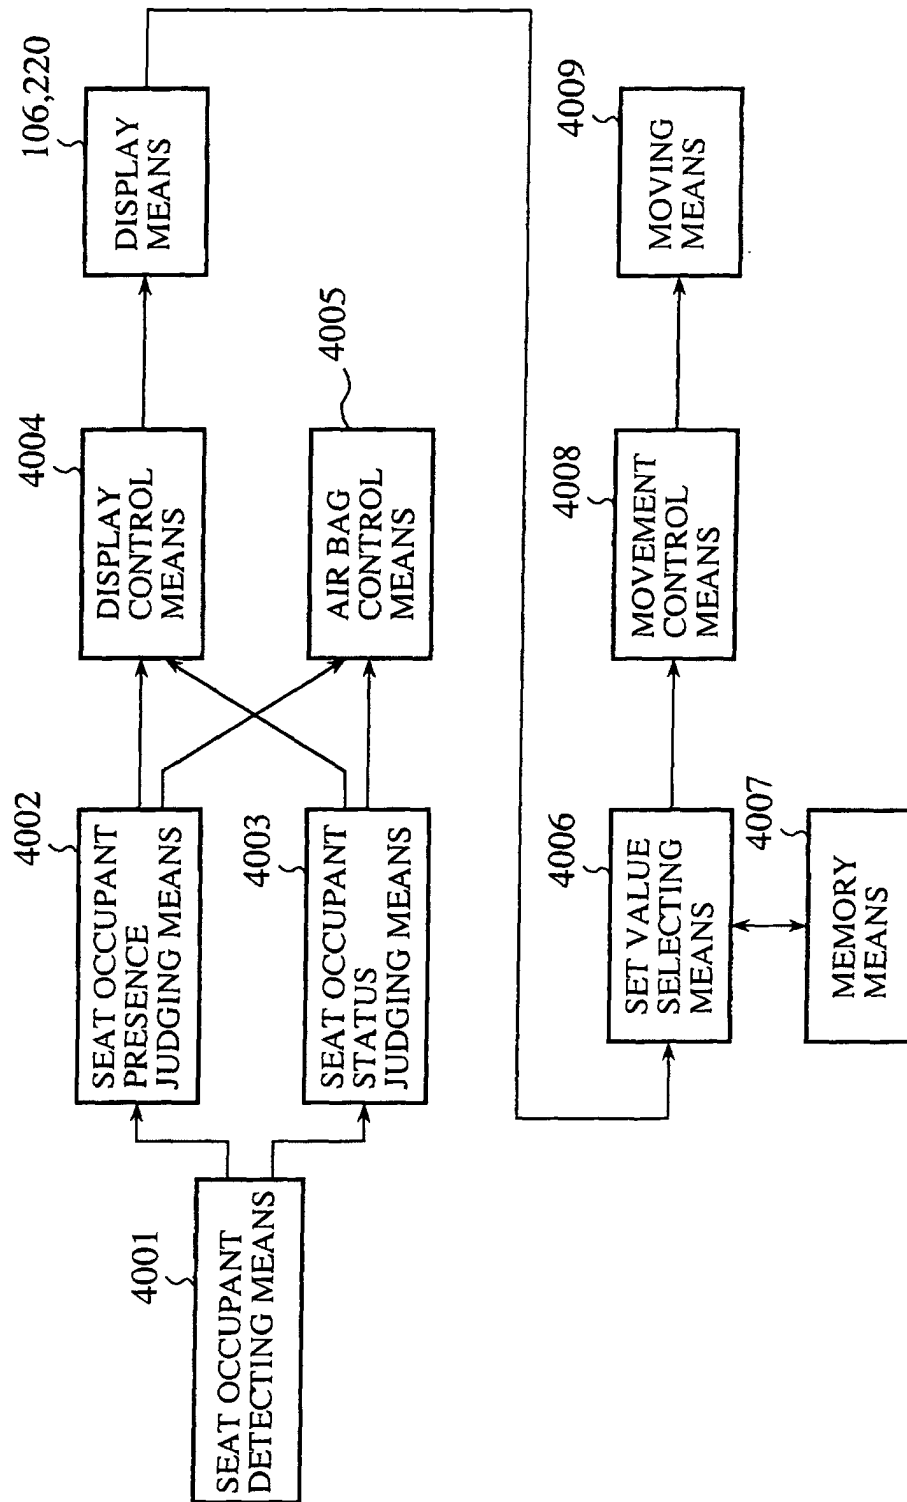 4001
SEAT OCCUPANT
DETECTING MEANS
4002
SEAT OCCUPANT
PRESENCE
JUDGING MEANS
4003
SEAT OCCUPANT
STATUS
JUDGING MEANS
4004
DISPLAY
CONTROL
MEANS
4005
AIR BAG
CONTROL
MEANS
106,220
DISPLAY
MEANS
4006
SET VALUE
SELECTING
MEANS
4007
MEMORY
MEANS
4008
MOVEMENT
CONTROL
MEANS
4009
MOVING
MEANS